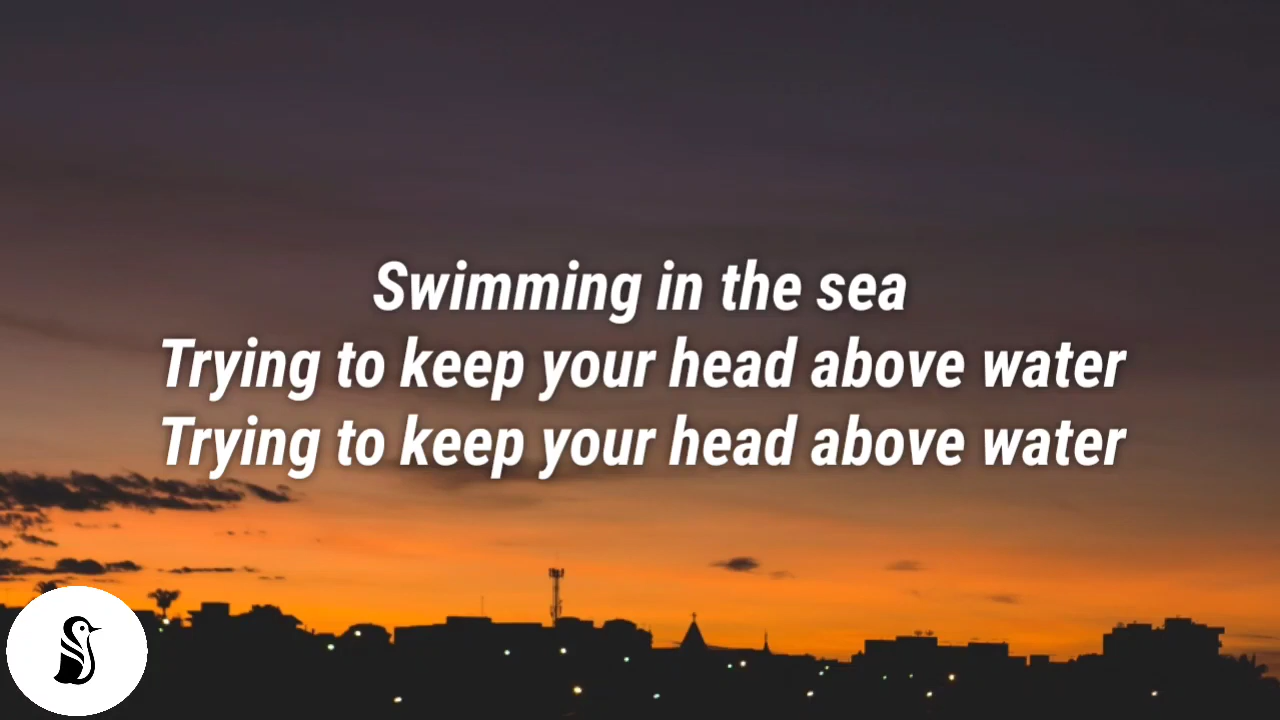 Swimming in the sea
Trying to keep your head above water
Trying to keep your head above water